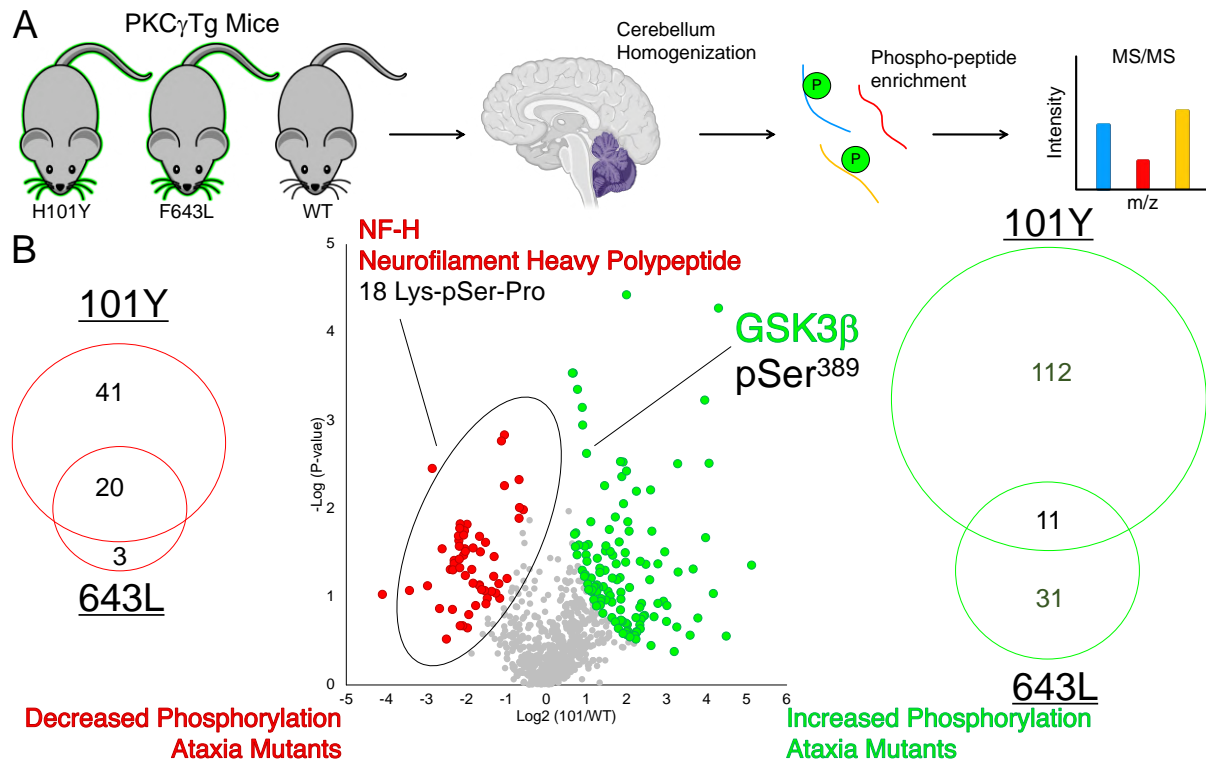 A
PKCγTg Mice
H101Y
F643L
WT
Cerebellum
Homogenization
Phospho-peptide
enrichment
P
P
MS/MS
Intensity
m/z
B
101Y
41
20
3
643L
NF-H
Neurofilament Heavy Polypeptide
18 Lys-pSer-Pro
GSK3β
pSer³⁸⁹
-Log (P-value)
5
4
3
2
1
0
-5 -4 -3 -2 -1 0 1 2 3 4 5 6
Log2 (101/WT)
101Y
112
11
31
643L
Decreased Phosphorylation
Ataxia Mutants
Increased Phosphorylation
Ataxia Mutants